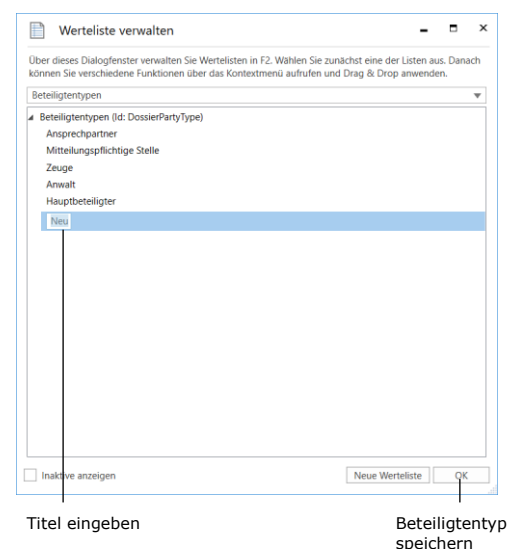 Werteliste verwalten
Über dieses Dialogfenster verwalten Sie Wertelisten in F2. Wählen Sie zunächst eine der Listen aus. Danach
können Sie verschiedene Funktionen über das Kontextmenü aufrufen und Drag & Drop anwenden.
Beteiligtentypen
Beteiligtentypen (Id: DossierPartyType)
Ansprechpartner
Mitteilungspflichtige Stelle
Zeuge
Anwalt
Hauptbeteiligter
Neu
Inaktive anzeigen
Neue Werteliste
OK
Titel eingeben
Beteiligtentyp
speichern